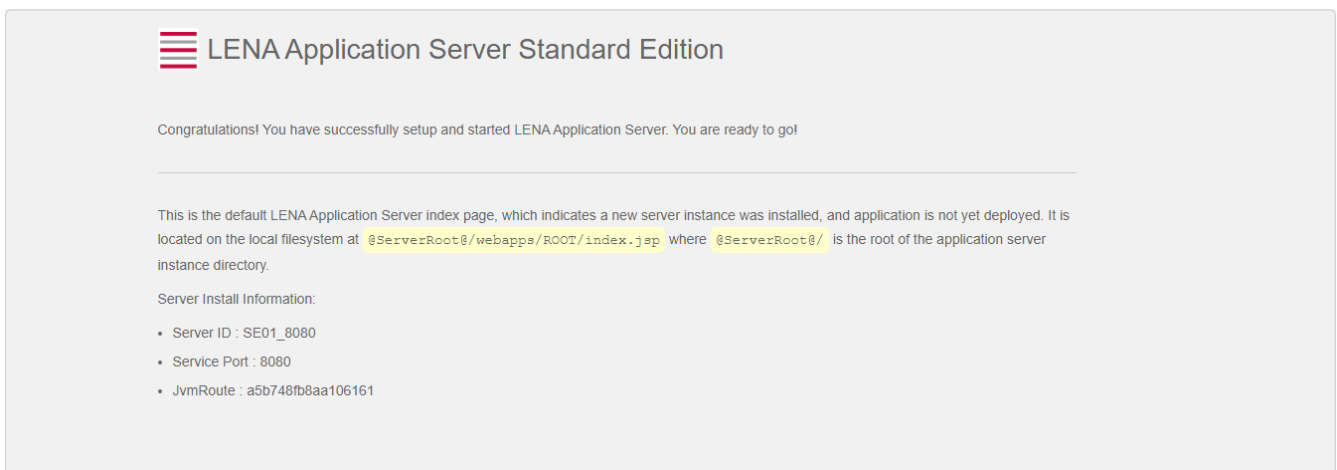 LENA Application Server Standard Edition
Congratulations! You have successfully setup and started LENA Application Server. You are ready to go!
This is the default LENA Application Server index page, which indicates a new server instance was installed, and application is not yet deployed. It is
located on the local filesystem at @ServerRoot@/webapps/ROOT/index.jsp where @ServerRoot@/ is the root of the application server
instance directory.
Server Install Information:
• Server ID : SE01_8080
• Service Port : 8080
• JvmRoute : a5b748fb8aa106161